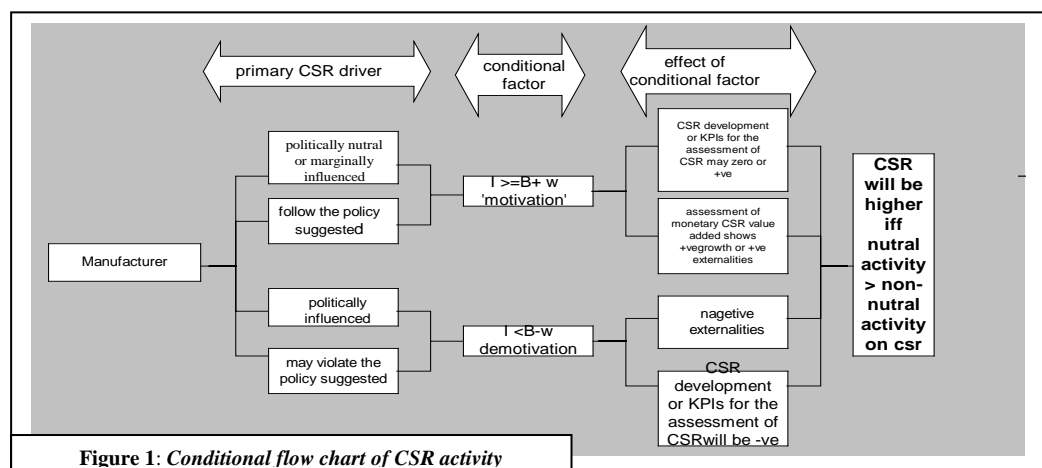 primary CSR driver
conditional
factor
effect of
conditional factor
politically nutral
or marginally
influenced
follow the policy
suggested
politically
influenced
may violate the
policy suggested
Manufacturer
I >=B+ w
'motivation'
I <B-w
demotivation
CSR development
or KPIs for the
assessment of
CSR may zero or
+ve
assessment of
monetary CSR value
added shows
+vegrowth or +ve
externalities
nagetive
externalities
CSR
development
or KPIs for the
assessment of
CSRwill be -ve
CSR
will be
higher
iff
nutral
activity
> non-
nutral
activity
on csr
Figure 1: Conditional flow chart of CSR activity